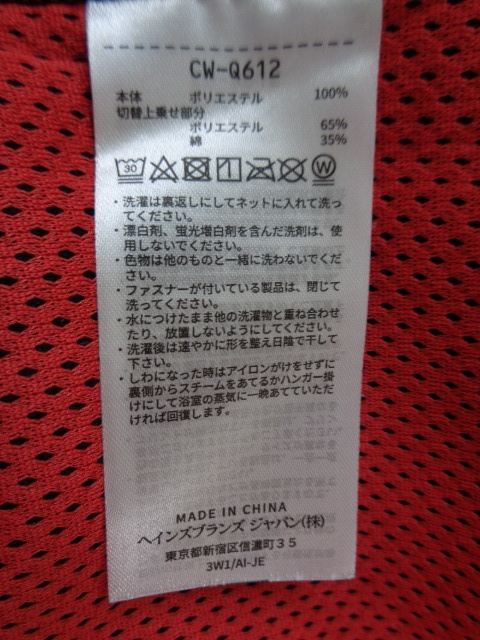 CW-Q612
本体 ポリエステル 100%
切替上乗せ部分
ポリエステル 65%
綿 35%
30 W
・洗濯は裏返しにしてネットに入れて洗っ
てください。
・漂白剤、蛍光増白剤を含んだ洗剤は、使
用しないでください。
・色物は他のものと一緒に洗わないでくだ
さい。
・ファスナーが付いている製品は、閉じて
洗ってください。
・水につけたまま他の洗濯物と重ね合わせ
たり、放置しないようにしてください。
・洗濯後は速やかに形を整え日陰で干して
下さい。
・しわになった時はアイロンがけをせずに
裏側からスチームをあてるかハンガー掛
けにして浴室の蒸気に一晩あてていただ
ければ回復します。
MADE IN CHINA
ヘインズブランズ ジャパン(株)
東京都新宿区信濃町35
3W1/AI-JE